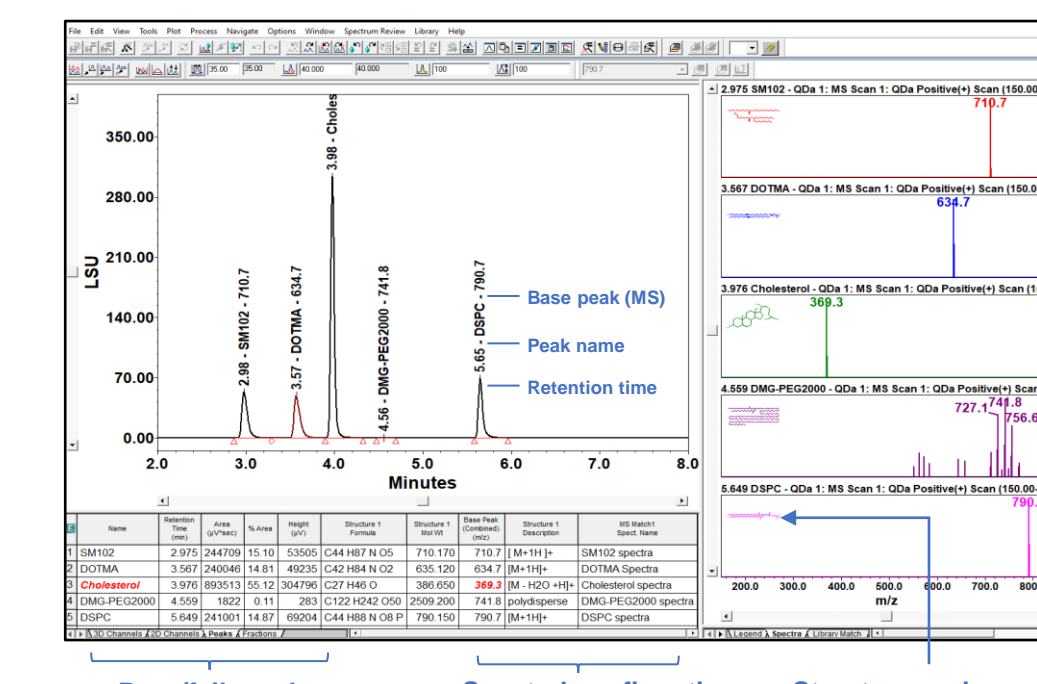 File Edit View Tools Plot Process Navigate Options Window Spectrum Review Library Help
35.00 35.00 40.000 40.000 100 100 790.7
LSU
350.00
280.00
210.00
140.00
70.00
0.00
2.98 - SM102 - 710.7
3.57 - DOTMA - 634.7
3.98 - Choles
4.56 - DMG-PEG2000 - 741.8
5.65 - DSPC - 790.7
Base peak (MS)
Peak name
Retention time
2.0 3.0 4.0 5.0 6.0 7.0 8.0
Minutes
2.975 SM102 - QDa 1: MS Scan 1: QDa Positive(+) Scan (150.00
710.7
3.567 DOTMA - QDa 1: MS Scan 1: QDa Positive(+) Scan (150.0
634.7
3.976 Cholesterol - QDa 1: MS Scan 1: QDa Positive(+) Scan (1
369.3
4.559 DMG-PEG2000 - QDa 1: MS Scan 1: QDa Positive(+) Scan
727.1 741.8 756.6
5.649 DSPC - QDa 1: MS Scan 1: QDa Positive(+) Scan (150.00-
790.
200.0 300.0 400.0 500.0 600.0 700.0 800
m/z
Name Retention Time (min) Area (µV*sec) % Area Height (µV) Structure 1 Formula Structure 1 Mol Wt Base Peak (Combined) (m/z) Structure 1 Description MS Match1 Spect. Name
1 SM102 2.975 244709 15.10 53505 C44 H87 N O5 710.170 710.7 [ M+1H ]+ SM102 spectra
2 DOTMA 3.567 240046 14.81 49235 C42 H84 N O2 635.120 634.7 [M+1H]+ DOTMA Spectra
3 Cholesterol 3.976 893513 55.12 304796 C27 H46 O 386.650 369.3 [M - H2O +H]+ Cholesterol spectra
4 DMG-PEG2000 4.559 1822 0.11 283 C122 H242 O50 2509.200 741.8 polydisperse DMG-PEG2000 spectra
5 DSPC 5.649 241001 14.87 69204 C44 H88 N O8 P 790.150 790.7 [M+1H]+ DSPC spectra
3D Channels 2D Channels Peaks Fractions
Legend Spectra Library Match